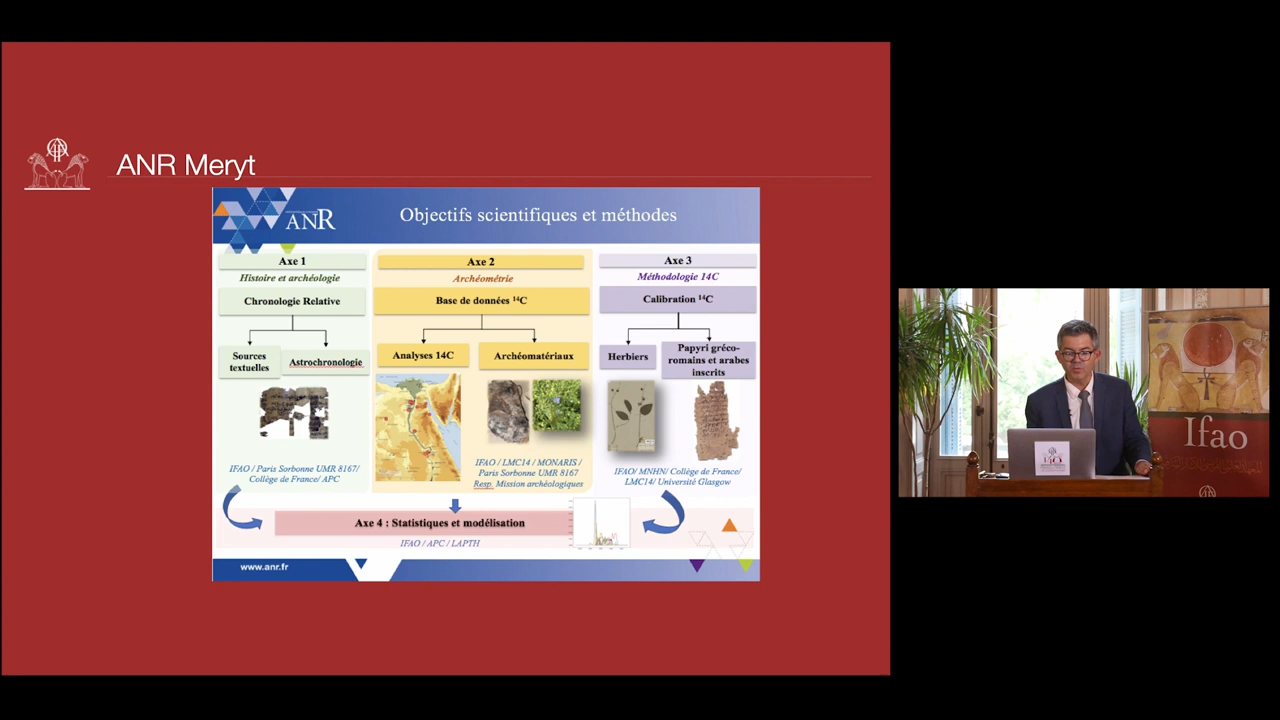 ANR Meryt
ANR
Objectifs scientifiques et méthodes
Axe 1
Histoire et archéologie
Chronologie Relative
Sources
textuelles
Astrochronologie
IFAO / Paris Sorbonne UMR 8167/
Collège de France/ APC
Axe 2
Archéométrie
Base de données ¹⁴C
Analyses 14C
Archéomatériaux
IFAO / LMC14 / MONARIS /
Paris Sorbonne UMR 8167
Resp. Mission archéologiques
Axe 3
Méthodologie 14C
Calibration ¹⁴C
Herbiers
Papyri gréco-
romains et arabes
inscrits
IFAO/ MNHN/ Collège de France/
LMC14/ Université Glasgow
Axe 4 : Statistiques et modélisation
IFAO / APC / LAPTH
www.anr.fr
Ifao